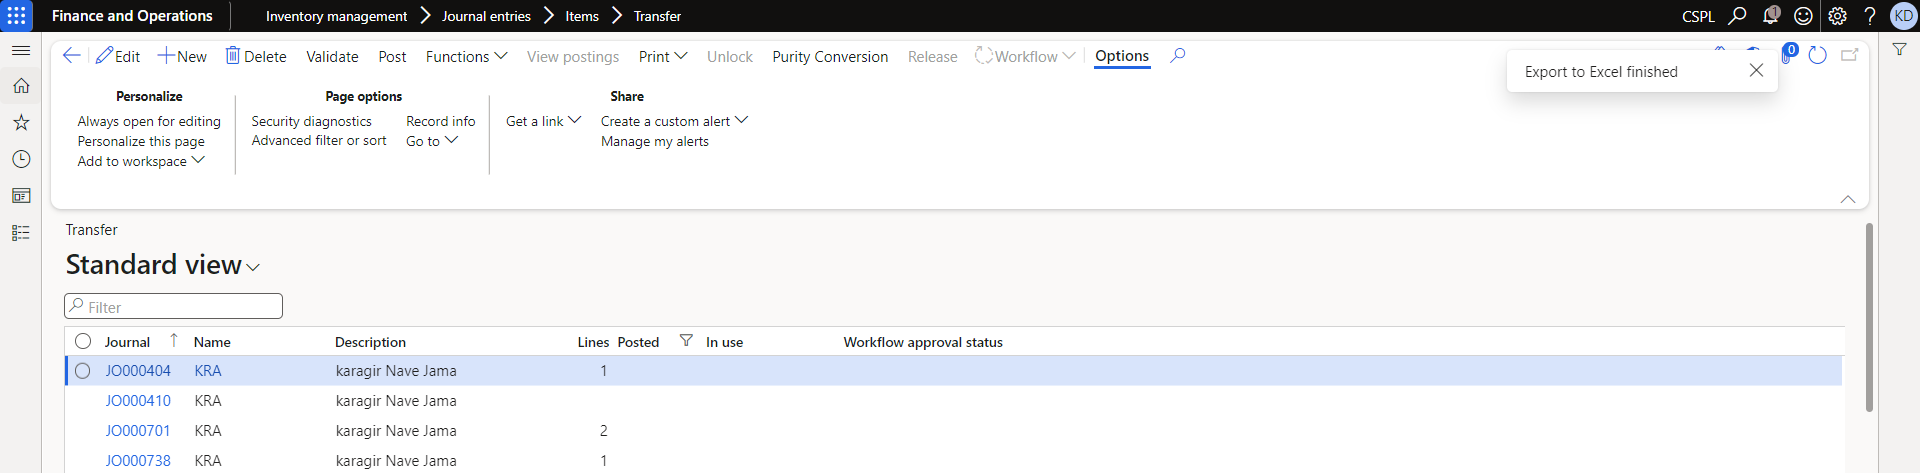 Finance and Operations Inventory management Journal entries Items Transfer CSPL 1 ? KD
Edit New Delete Validate Post Functions View postings Print Unlock Purity Conversion Release Workflow Options 0
Export to Excel finished
Personalize Page options Share
Always open for editing Security diagnostics Record info Get a link Create a custom alert
Personalize this page Advanced filter or sort Go to Manage my alerts
Add to workspace
Transfer
Standard view
Filter
Journal Name Description Lines Posted In use Workflow approval status
JO000404 KRA karagir Nave Jama 1
JO000410 KRA karagir Nave Jama
JO000701 KRA karagir Nave Jama 2
JO000738 KRA karagir Nave Jama 1